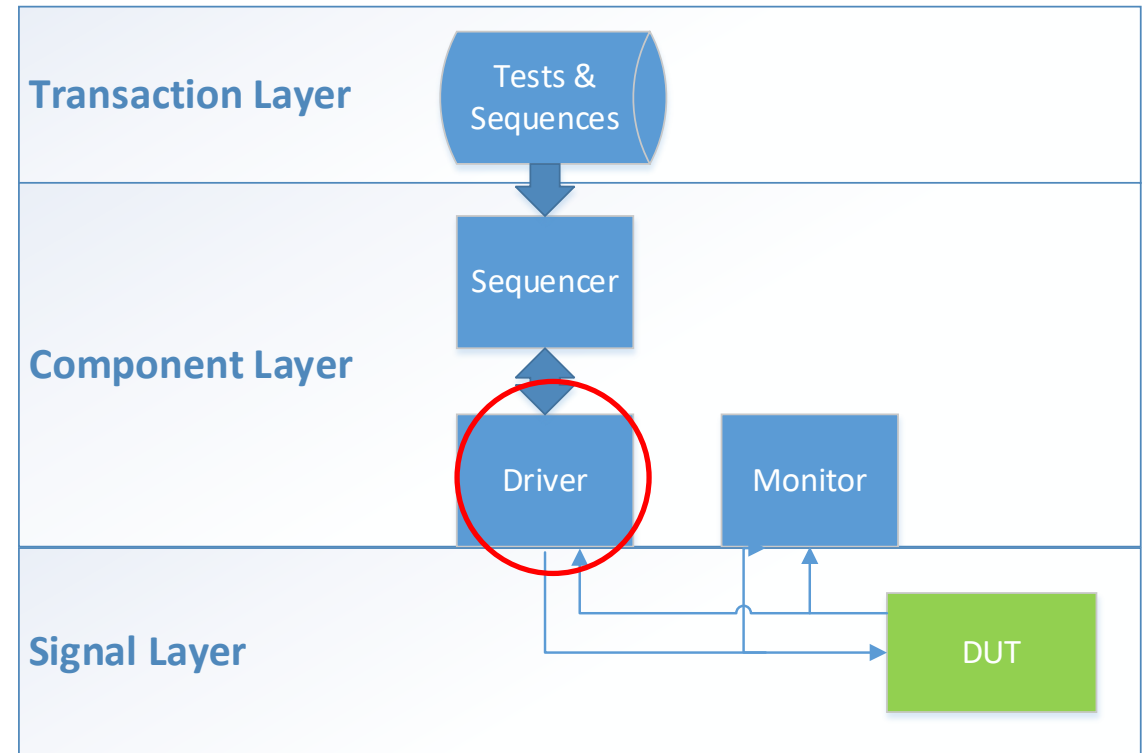 Transaction Layer
Tests &
Sequences
Sequencer
Component Layer
Driver
Monitor
Signal Layer
DUT